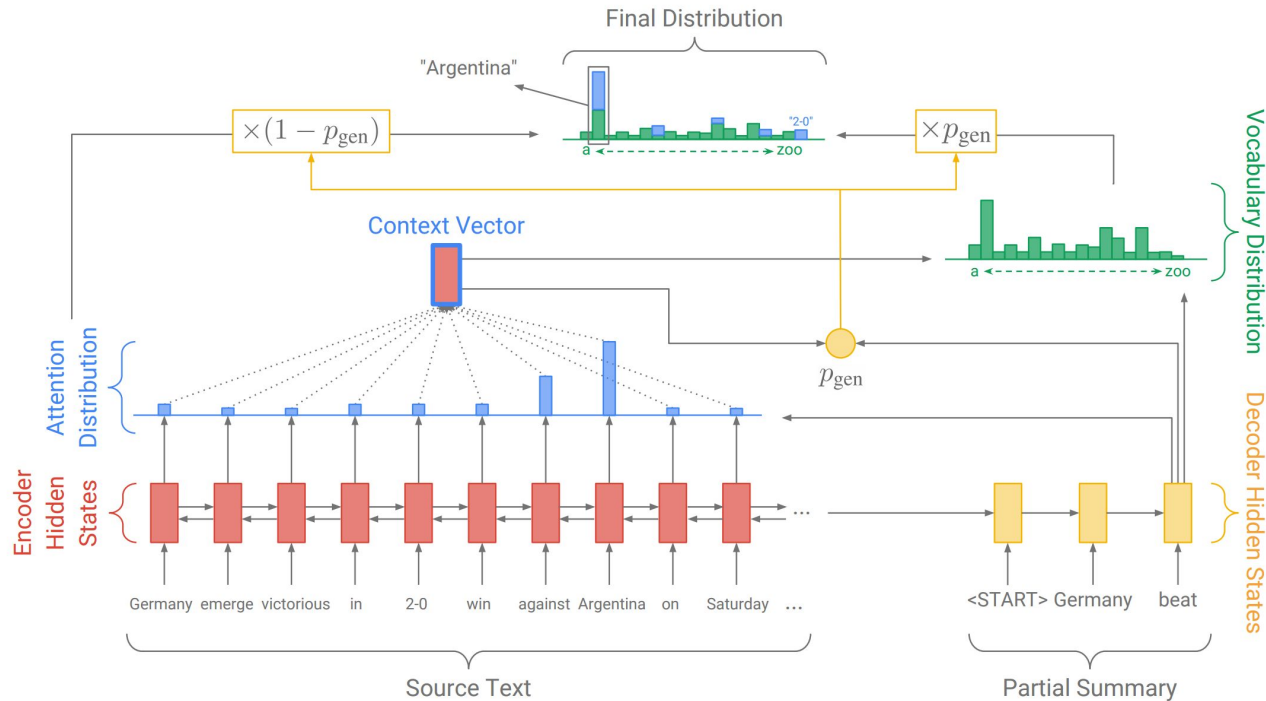 Final Distribution
"Argentina"
×(1 − p_gen)
"2-0"
×p_gen
a
zoo
Context Vector
a
zoo
Vocabulary Distribution
Attention
Distribution
p_gen
Encoder
Hidden
States
Decoder Hidden States
...
Germany emerge victorious in 2-0 win against Argentina on Saturday ...
<START> Germany beat
Source Text
Partial Summary